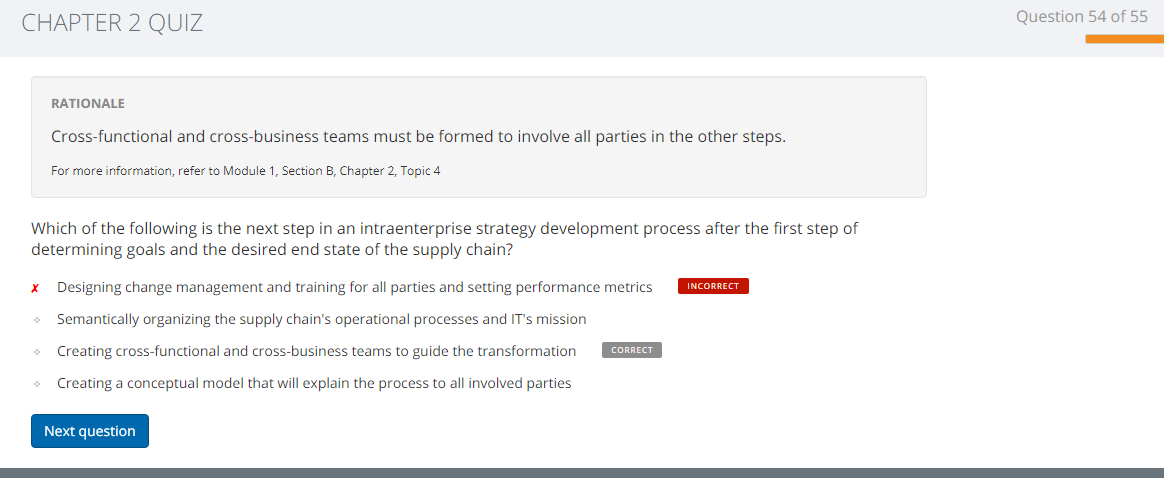 CHAPTER 2 QUIZ
Question 54 of 55
RATIONALE
Cross-functional and cross-business teams must be formed to involve all parties in the other steps.
For more information, refer to Module 1, Section B, Chapter 2, Topic 4
Which of the following is the next step in an intraenterprise strategy development process after the first step of
determining goals and the desired end state of the supply chain?
✗ Designing change management and training for all parties and setting performance metrics INCORRECT
Semantically organizing the supply chain's operational processes and IT's mission
Creating cross-functional and cross-business teams to guide the transformation CORRECT
Creating a conceptual model that will explain the process to all involved parties
Next question